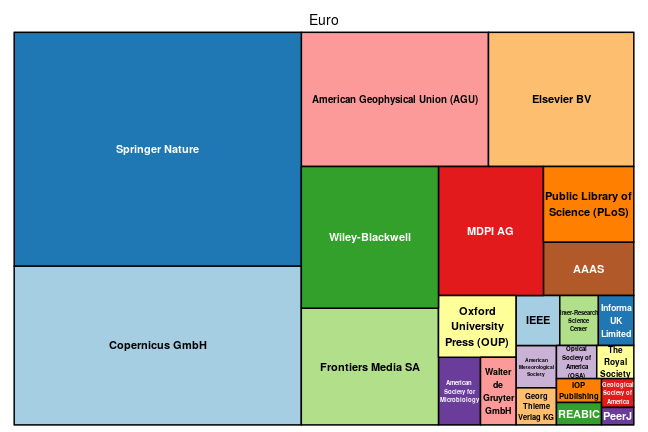 Euro
Springer Nature
American Geophysical Union (AGU)
Elsevier BV
Wiley-Blackwell
MDPI AG
Public Library of
Science (PLoS)
AAAS
Copernicus GmbH
Frontiers Media SA
Oxford
University
Press (OUP)
IEEE
Science
Center
Informa
UK
Limited
American
Meteorological
Society
Optical
Society of
America
(OSA)
The
Royal
Society
American
Society for
Microbiology
Walter
de
Gruyter
GmbH
Georg
Thieme
Verlag KG
IOP
Publishing
Geological
Society of
America
REABIC
PeerJ